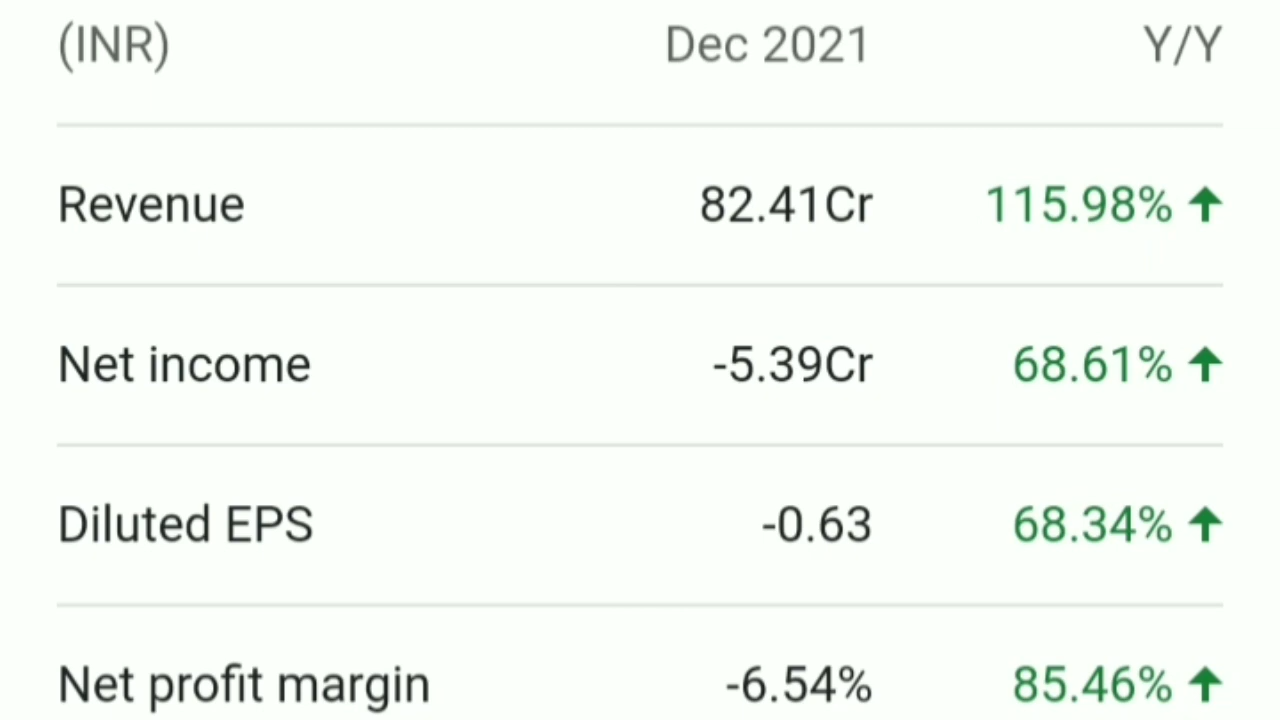 (INR) Dec 2021 Y/Y
Revenue 82.41Cr 115.98% ↑
Net income -5.39Cr 68.61% ↑
Diluted EPS -0.63 68.34% ↑
Net profit margin -6.54% 85.46% ↑